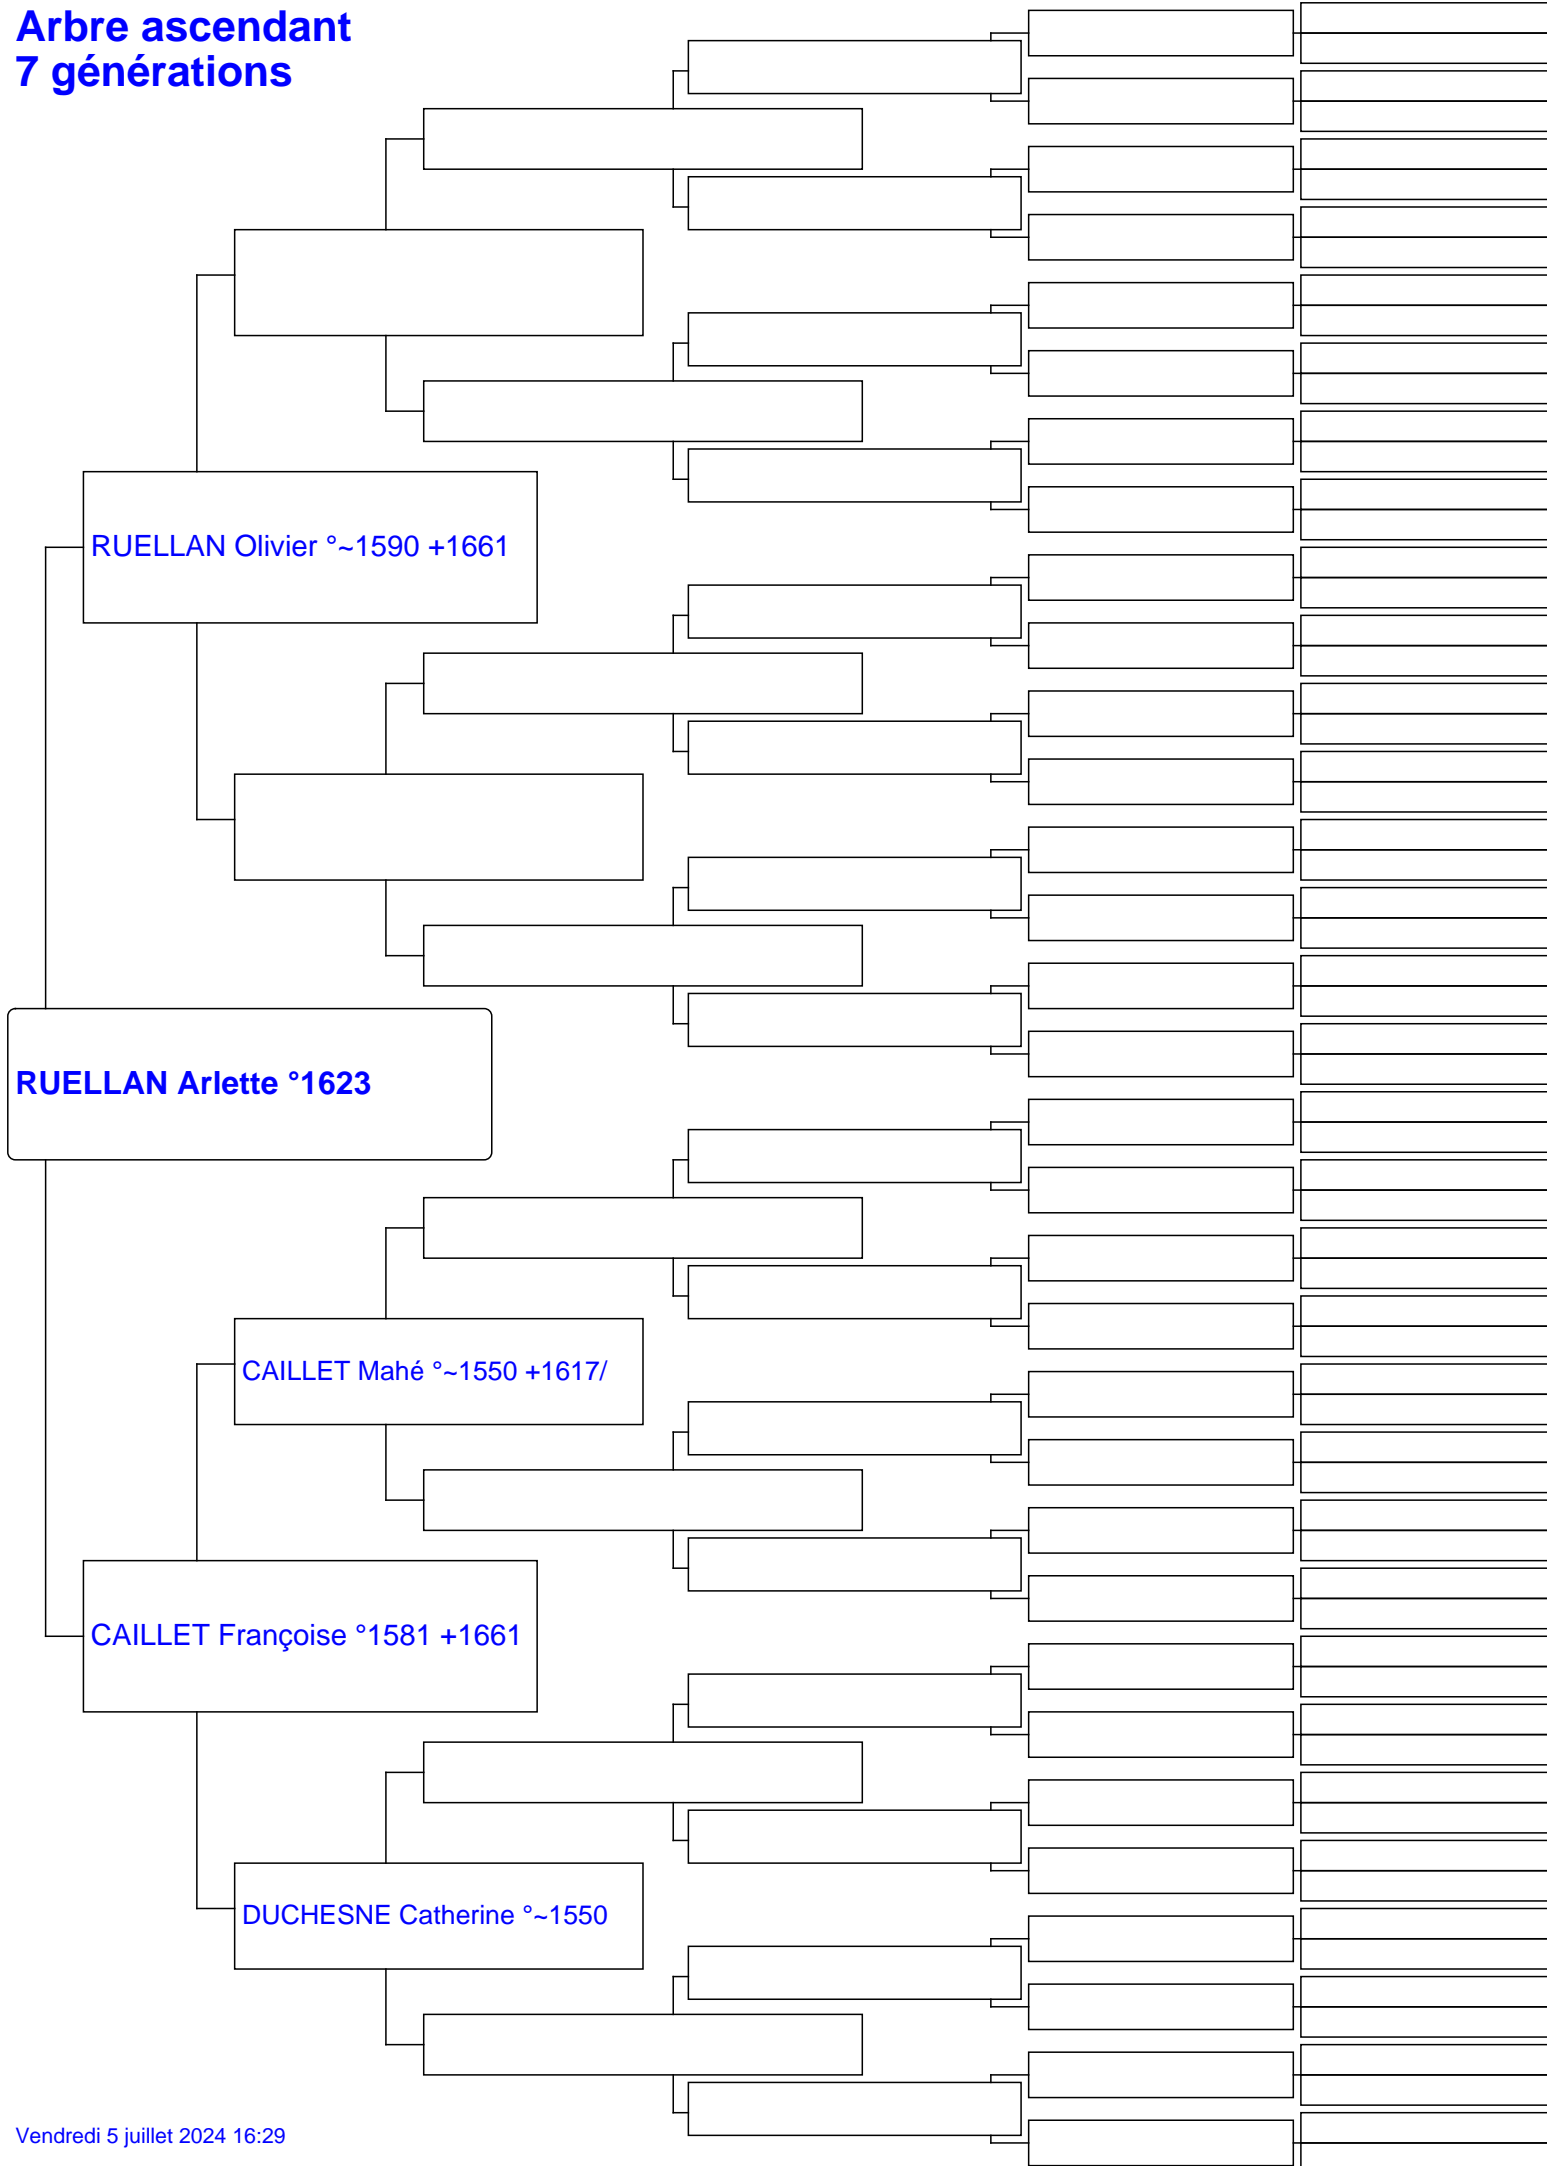 Arbre ascendant
7 générations
RUELLAN Olivier °~1590 +1661
RUELLAN Arlette °1623
CAILLET Mahé °~1550 +1617/
CAILLET Françoise °1581 +1661
DUCHESNE Catherine °~1550
Vendredi 5 juillet 2024 16:29